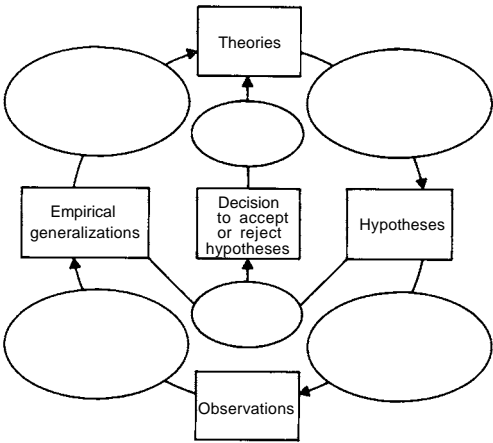 Theories
Empirical
generalizations
Decision
to accept
or reject
hypotheses
Hypotheses
Observations